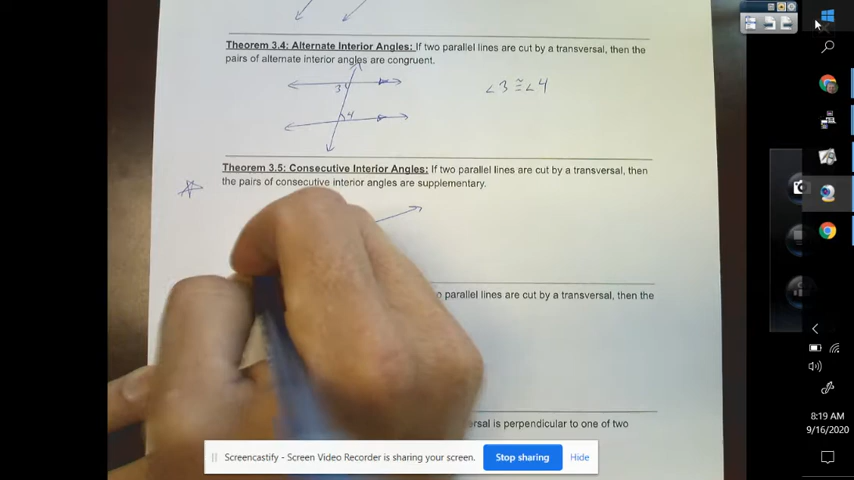 Theorem 3.4: Alternate Interior Angles: If two parallel lines are cut by a transversal, then the
pairs of alternate interior angles are congruent.
3
4
∠3 ≅ ∠4
Theorem 3.5: Consecutive Interior Angles: If two parallel lines are cut by a transversal, then
the pairs of consecutive interior angles are supplementary.
parallel lines are cut by a transversal, then the
is perpendicular to one of two
Screencastify - Screen Video Recorder is sharing your screen.
Stop sharing
Hide
8:19 AM
9/16/2020